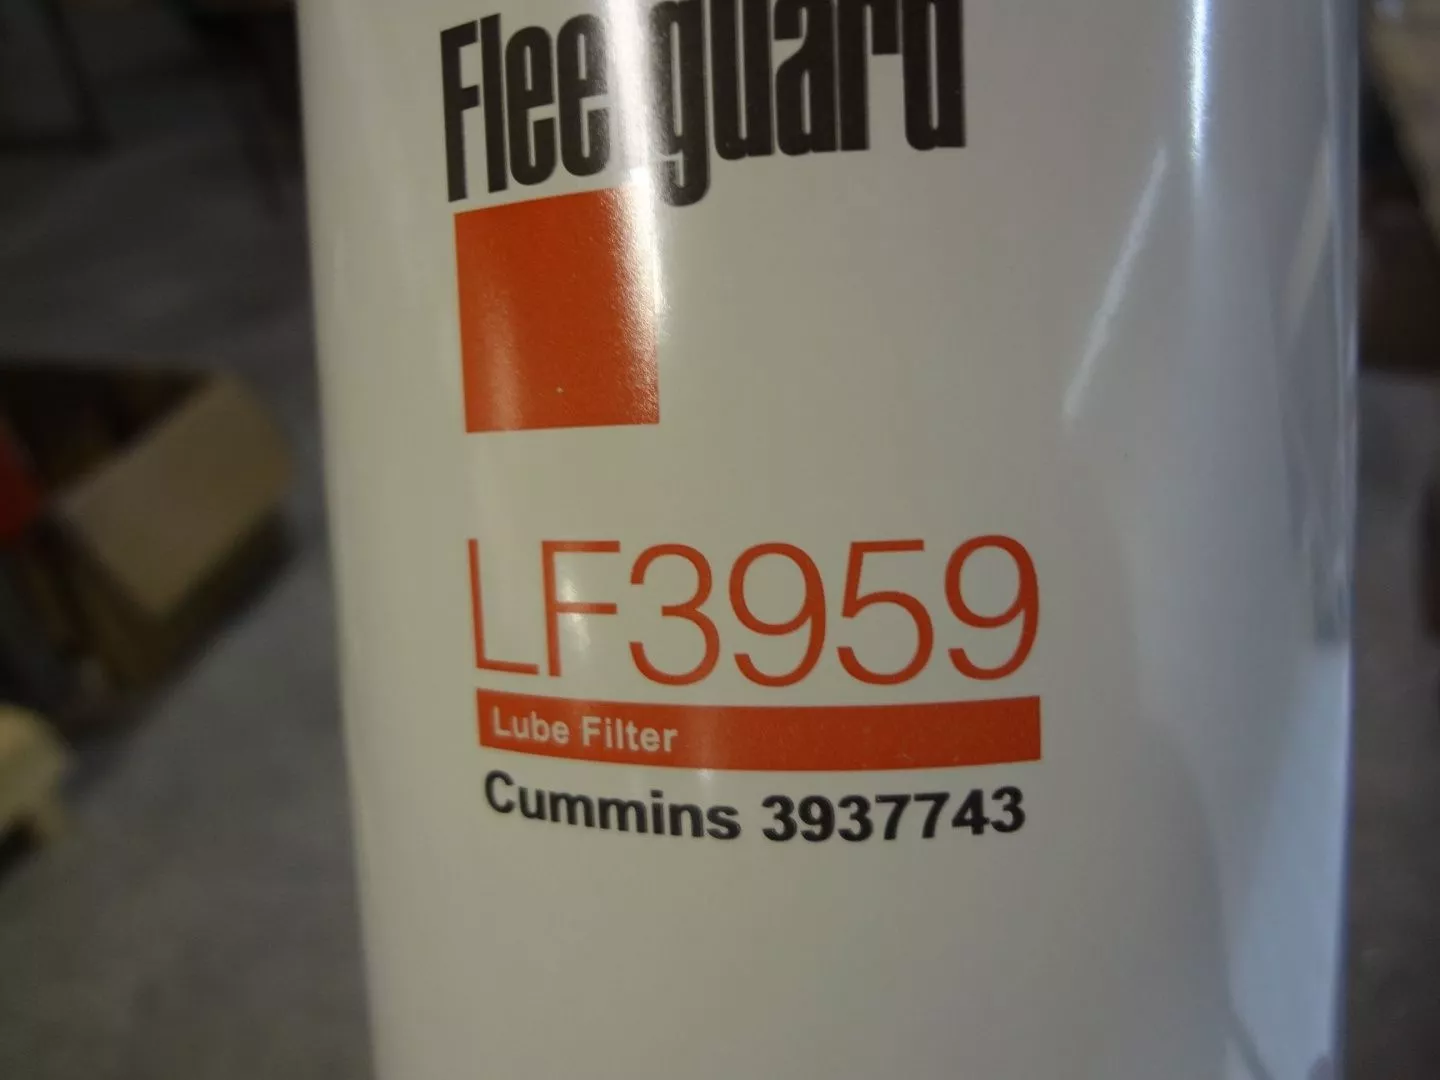 Fleetguard
LF3959
Lube Filter
Cummins 3937743